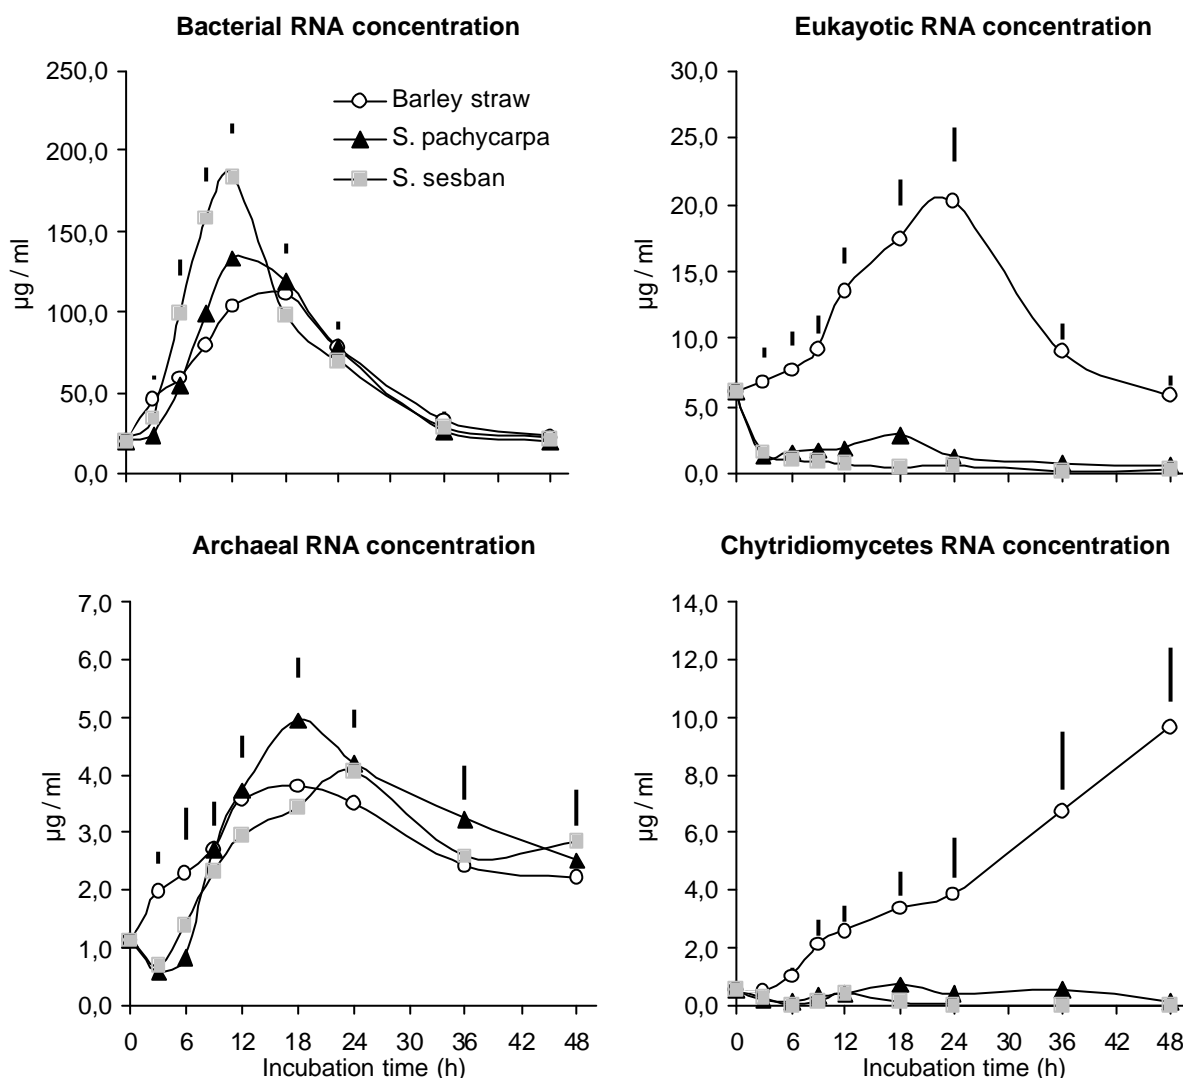 Bacterial RNA concentration
250,0
200,0
150,0
100,0
50,0
0,0
µg / ml
Barley straw
S. pachycarpa
S. sesban
Eukayotic RNA concentration
30,0
25,0
20,0
15,0
10,0
5,0
0,0
µg / ml
Archaeal RNA concentration
7,0
6,0
5,0
4,0
3,0
2,0
1,0
0,0
µg / ml
0 6 12 18 24 30 36 42 48
Incubation time (h)
Chytridiomycetes RNA concentration
14,0
12,0
10,0
8,0
6,0
4,0
2,0
0,0
µg / ml
0 6 12 18 24 30 36 42 48
Incubation time (h)